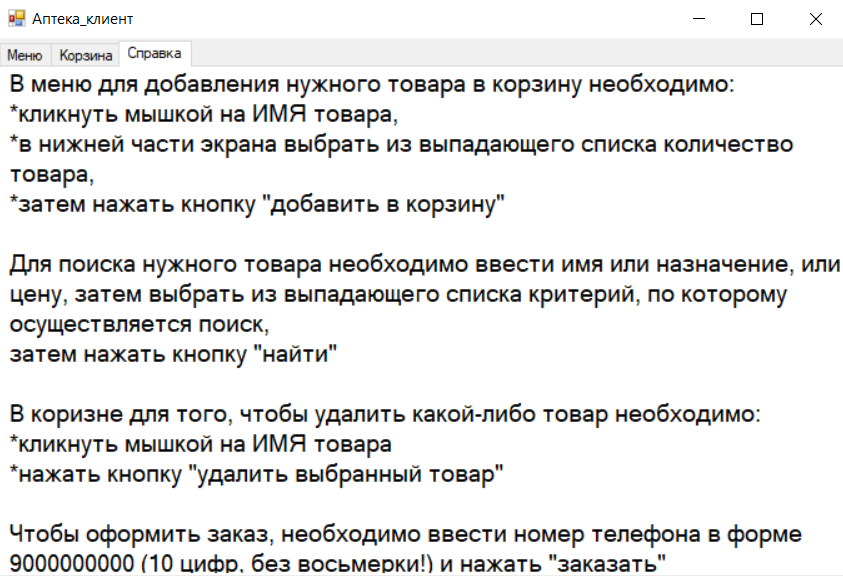 Аптека_клиент
Меню Корзина Справка
В меню для добавления нужного товара в корзину необходимо:
*кликнуть мышкой на ИМЯ товара,
*в нижней части экрана выбрать из выпадающего списка количество
товара,
*затем нажать кнопку "добавить в корзину"
Для поиска нужного товара необходимо ввести имя или назначение, или
цену, затем выбрать из выпадающего списка критерий, по которому
осуществляется поиск,
затем нажать кнопку "найти"
В коризне для того, чтобы удалить какой-либо товар необходимо:
*кликнуть мышкой на ИМЯ товара
*нажать кнопку "удалить выбранный товар"
Чтобы оформить заказ, необходимо ввести номер телефона в форме
9000000000 (10 цифр, без восьмерки!) и нажать "заказать"